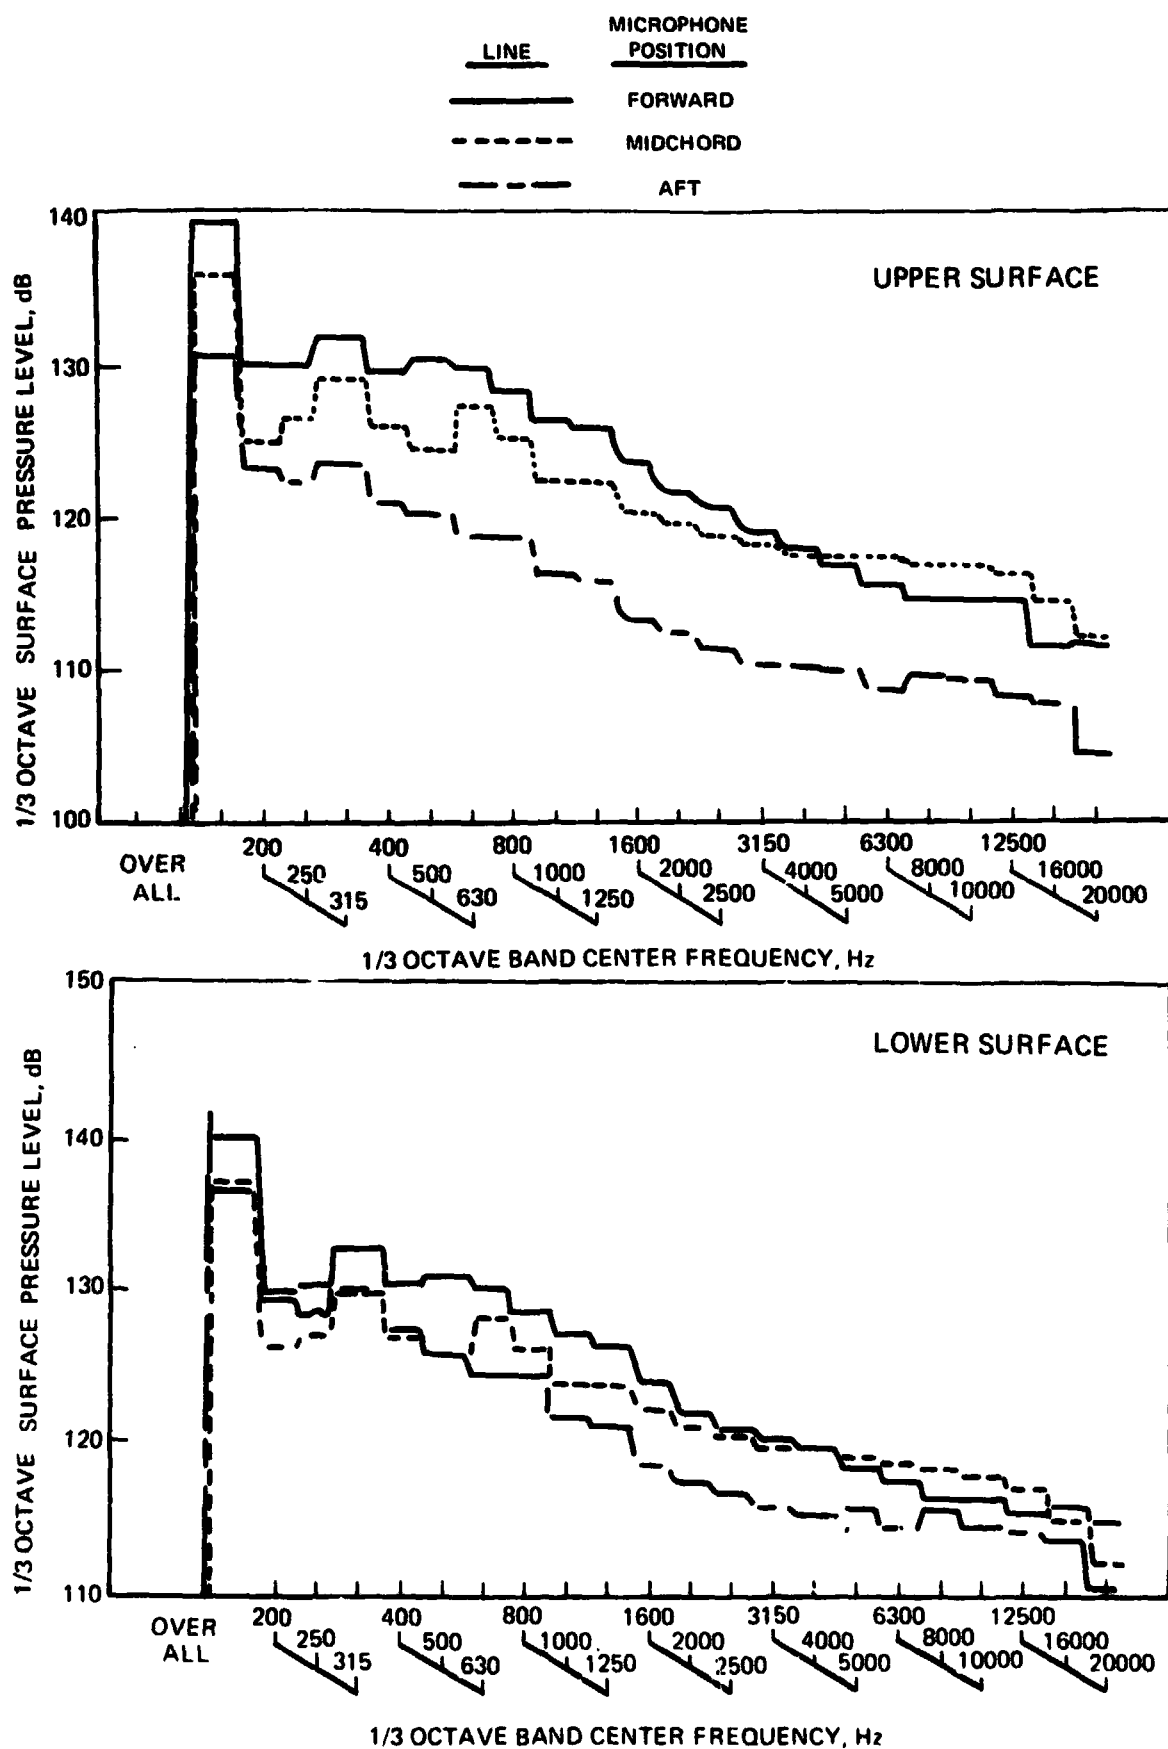 LINE MICROPHONE POSITION
FORWARD
MIDCHORD
AFT
1/3 OCTAVE SURFACE PRESSURE LEVEL, dB
140
130
120
110
100
UPPER SURFACE
OVER ALL
200 250 315 400 500 630 800 1000 1250 1600 2000 2500 3150 4000 5000 6300 8000 10000 12500 16000 20000
1/3 OCTAVE BAND CENTER FREQUENCY, Hz
1/3 OCTAVE SURFACE PRESSURE LEVEL, dB
150
140
130
120
110
LOWER SURFACE
OVER ALL
200 250 315 400 500 630 800 1000 1250 1600 2000 2500 3150 4000 5000 6300 8000 10000 12500 16000 20000
1/3 OCTAVE BAND CENTER FREQUENCY, Hz